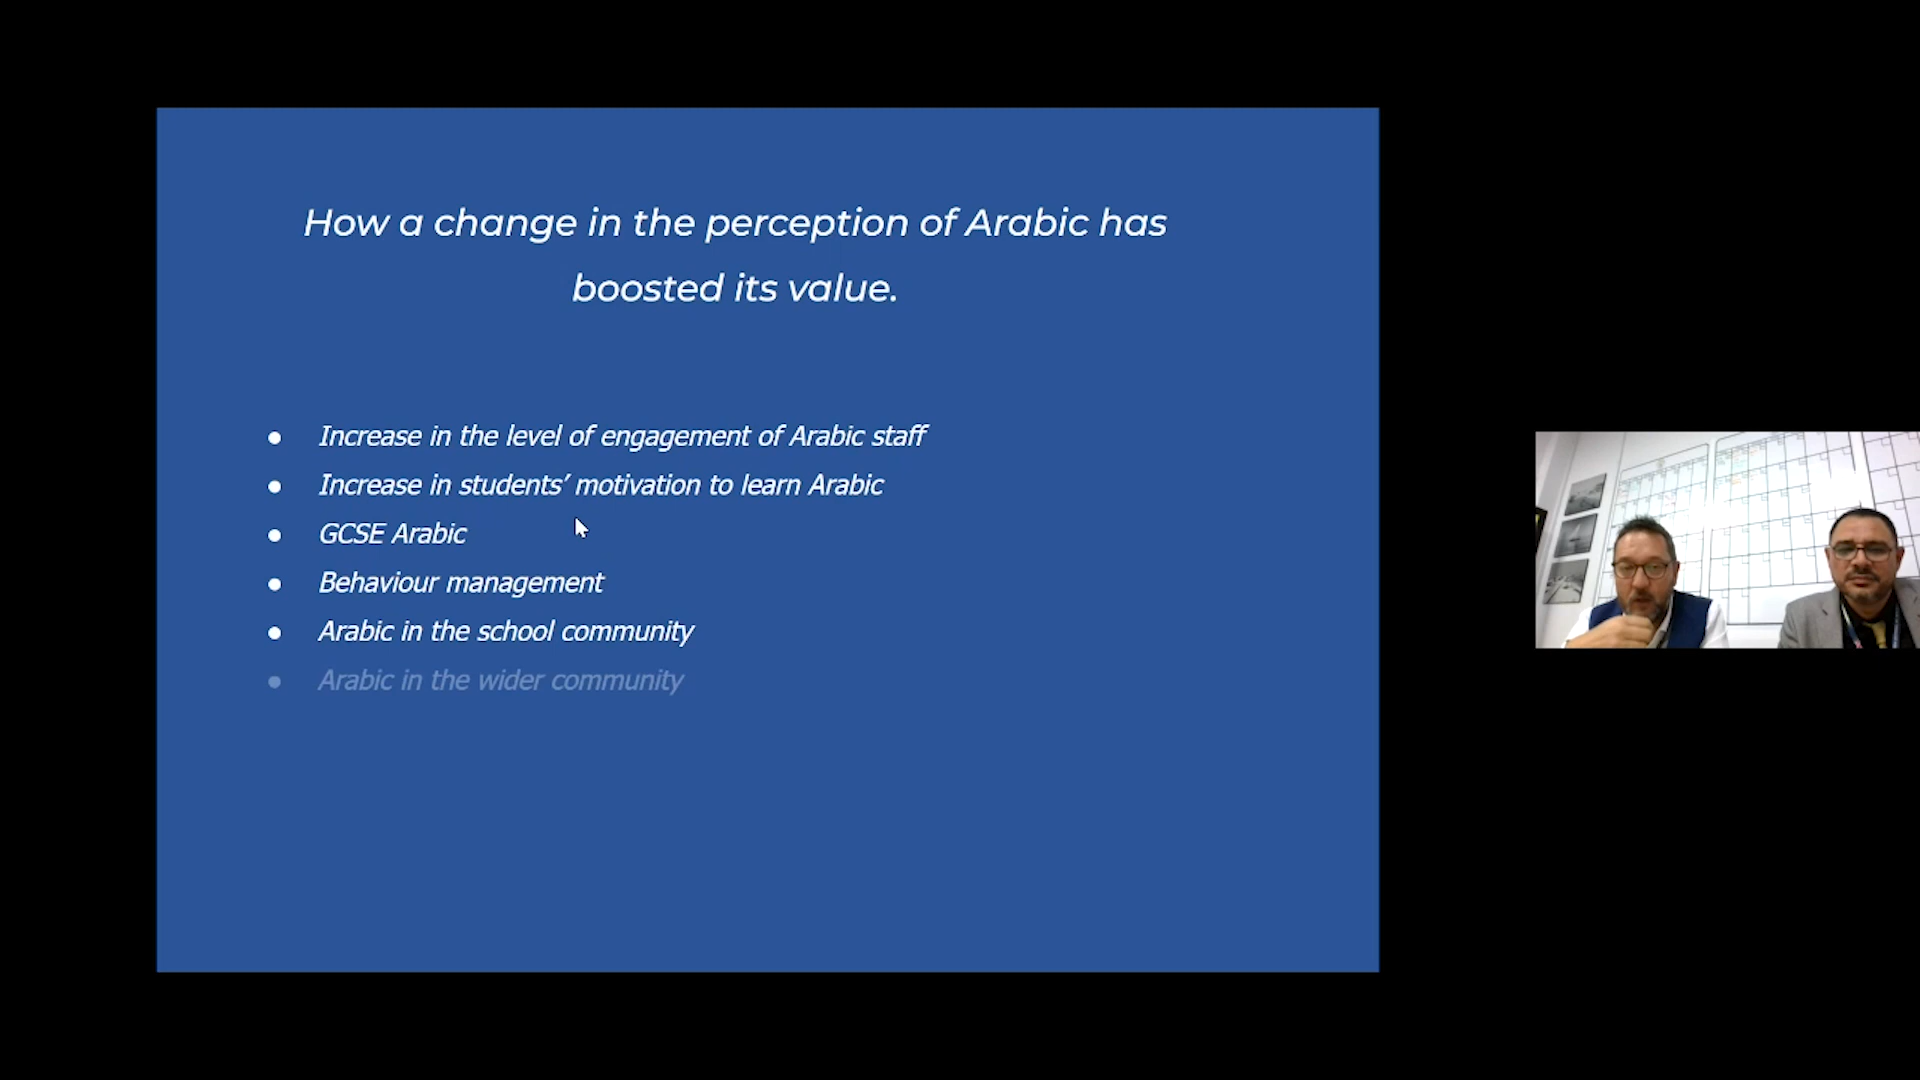 How a change in the perception of Arabic has
boosted its value.
● Increase in the level of engagement of Arabic staff
● Increase in students’ motivation to learn Arabic
● GCSE Arabic
● Behaviour management
● Arabic in the school community
● Arabic in the wider community